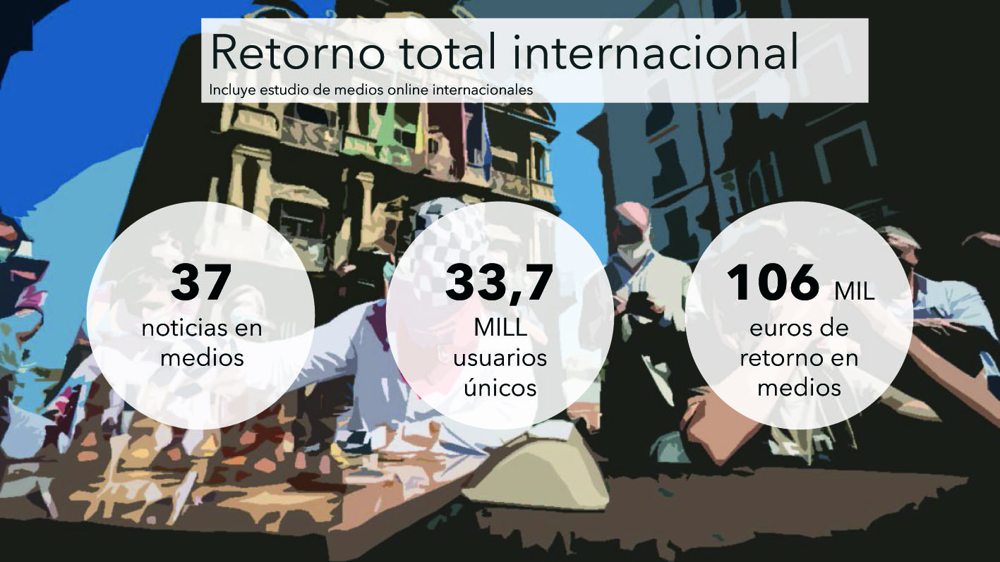 Retorno total internacional
Incluye estudio de medios online internacionales
37
noticias en
medios
33,7
MILL
usuarios
únicos
106 MIL
euros de
retorno en
medios